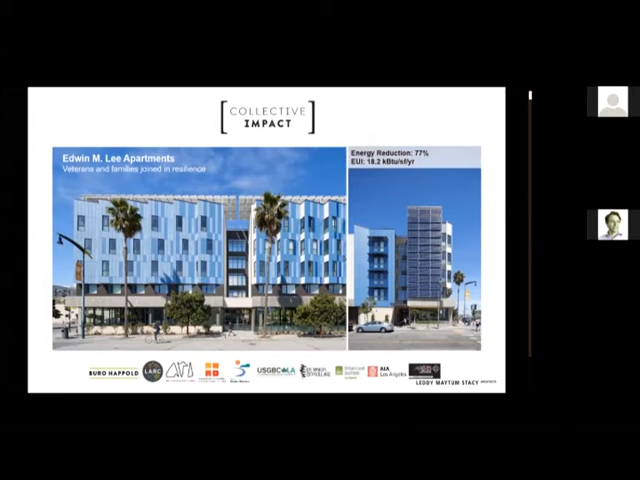 COLLECTIVE
IMPACT
Edwin M. Lee Apartments
Veterans and families joined in resilience
Energy Reduction: 77%
EUI: 18.2 kBtu/sf/yr
BURO HAPPOLD
LARC
USGBC LA
AIA
Los Angeles
LEDDY MAYTUM STACY